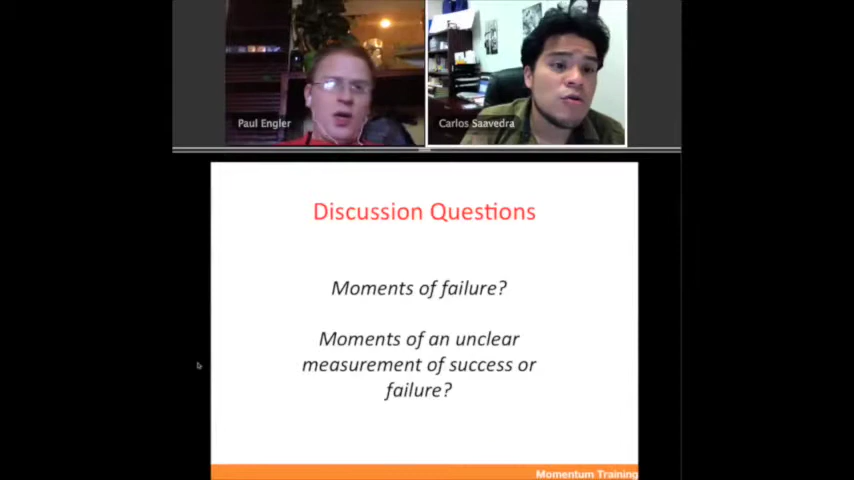 Paul Engler
Carlos Saavedra
Discussion Questions
Moments of failure?
Moments of an unclear
measurement of success or
failure?
Momentum Training